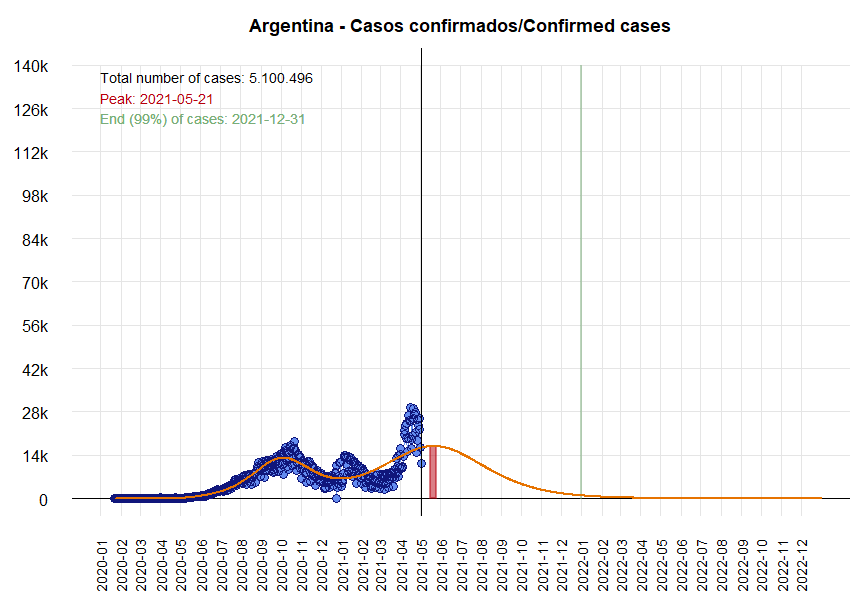 Argentina - Casos confirmados/Confirmed cases
140k
126k
112k
98k
84k
70k
56k
42k
28k
14k
0
Total number of cases: 5.100.496
Peak: 2021-05-21
End (99%) of cases: 2021-12-31
2020-01
2020-02
2020-03
2020-04
2020-05
2020-06
2020-07
2020-08
2020-09
2020-10
2020-11
2020-12
2021-01
2021-02
2021-03
2021-04
2021-05
2021-06
2021-07
2021-08
2021-09
2021-10
2021-11
2021-12
2022-01
2022-02
2022-03
2022-04
2022-05
2022-06
2022-07
2022-08
2022-09
2022-10
2022-11
2022-12